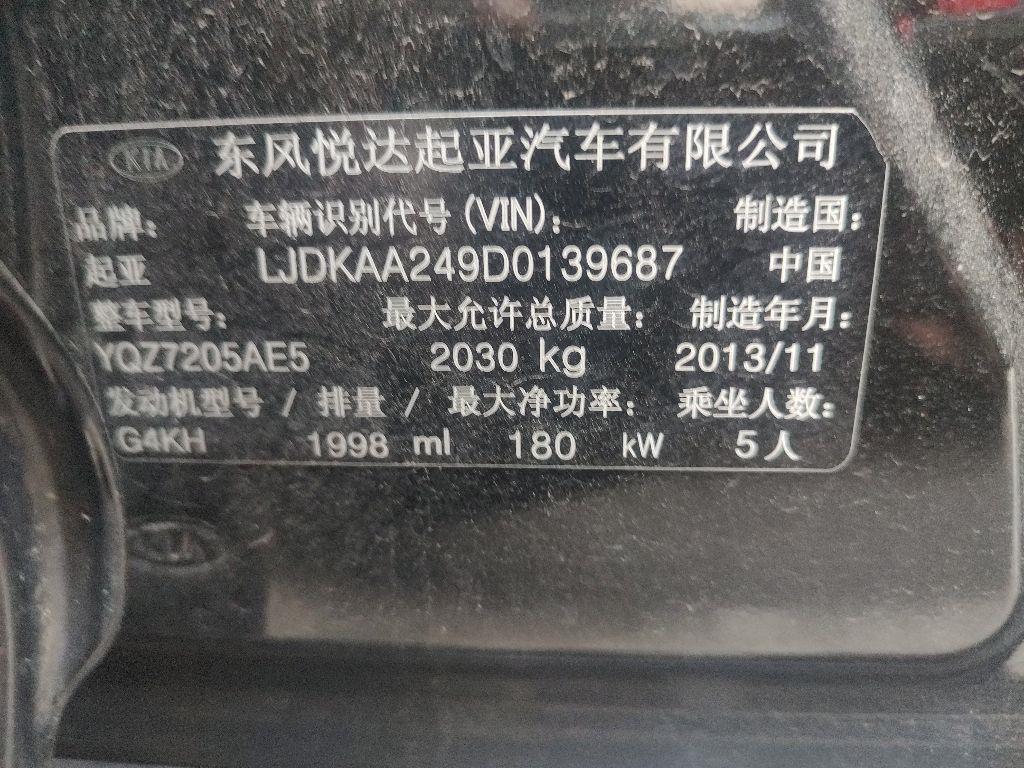 KIA 东风悦达起亚汽车有限公司
品牌: 车辆识别代号(VIN): 制造国:
起亚 LJDKAA249D0139687 中国
整车型号: 最大允许总质量: 制造年月:
YQZ7205AE5 2030 kg 2013/11
发动机型号 / 排量 / 最大净功率: 乘坐人数:
G4KH 1998 ml 180 kW 5人
KIA